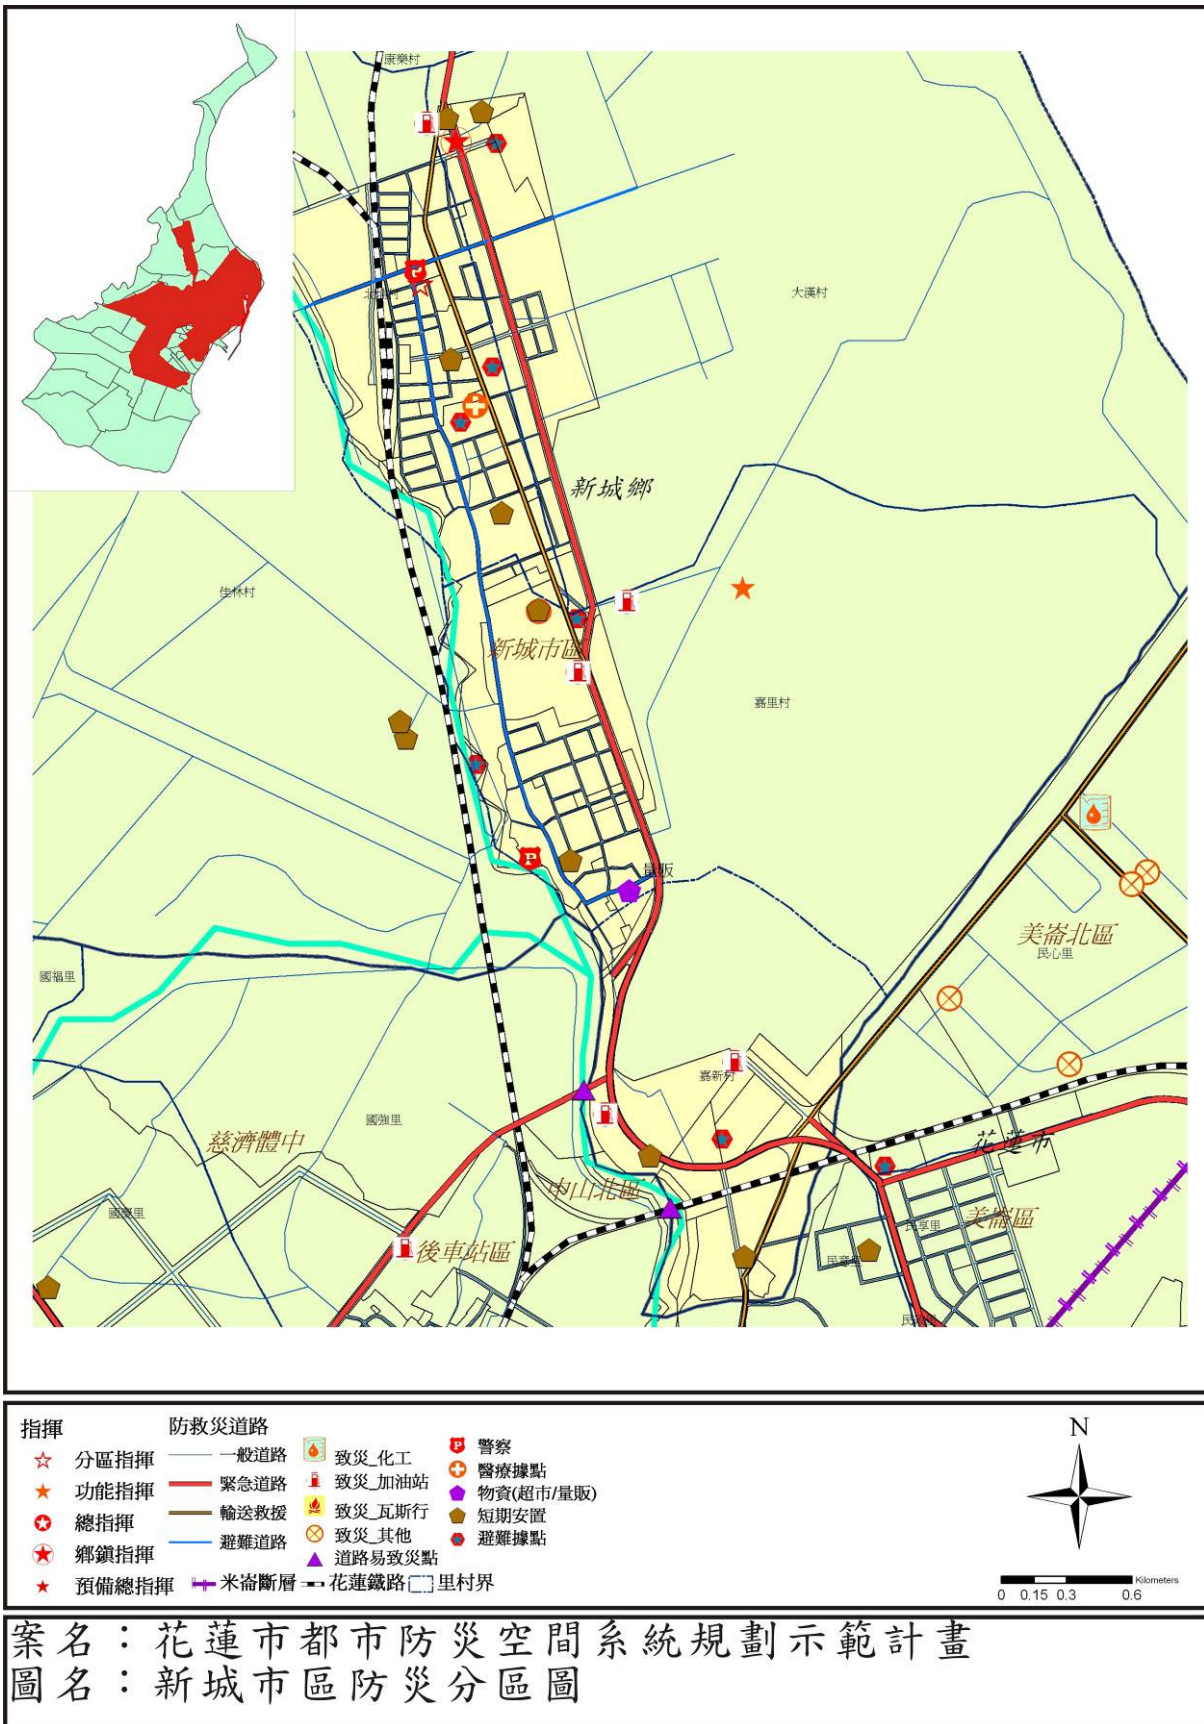 康樂村
大漢村
新城鄉
佳林村
新城市區
嘉里村
量販
美崙北區
民心里
國福里
嘉新村
國強里
慈濟體中
花蓮市
中山北區
國慶里
民享里
美崙區
後車站區
民意里
指揮
分區指揮
功能指揮
總指揮
鄉鎮指揮
預備總指揮
防救災道路
一般道路
緊急道路
輸送救援
避難道路
米崙斷層
花蓮鐵路
里村界
致災_化工
致災_加油站
致災_瓦斯行
致災_其他
道路易致災點
警察
醫療據點
物資(超市/量販)
短期安置
避難據點
N
Kilometers
0 0.15 0.3 0.6
案名：花蓮市都市防災空間系統規劃示範計畫
圖名：新城市區防災分區圖